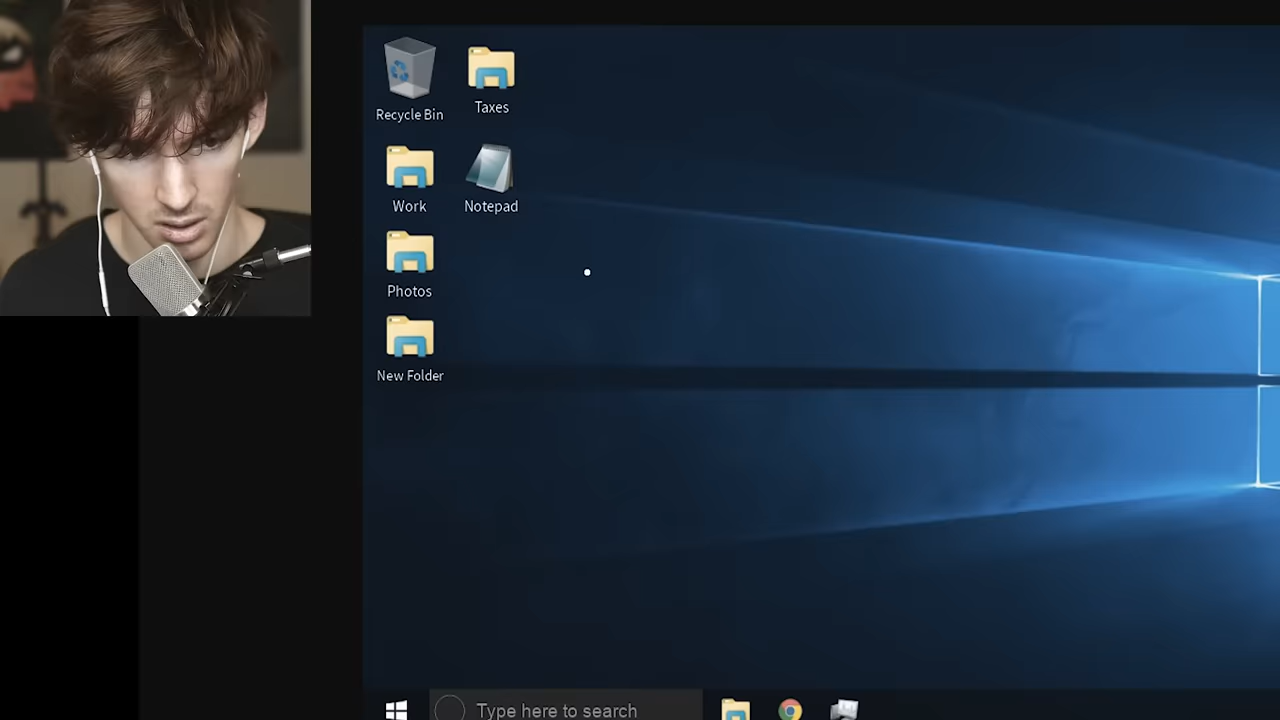 Recycle Bin
Taxes
Work
Notepad
Photos
New Folder
Type here to search